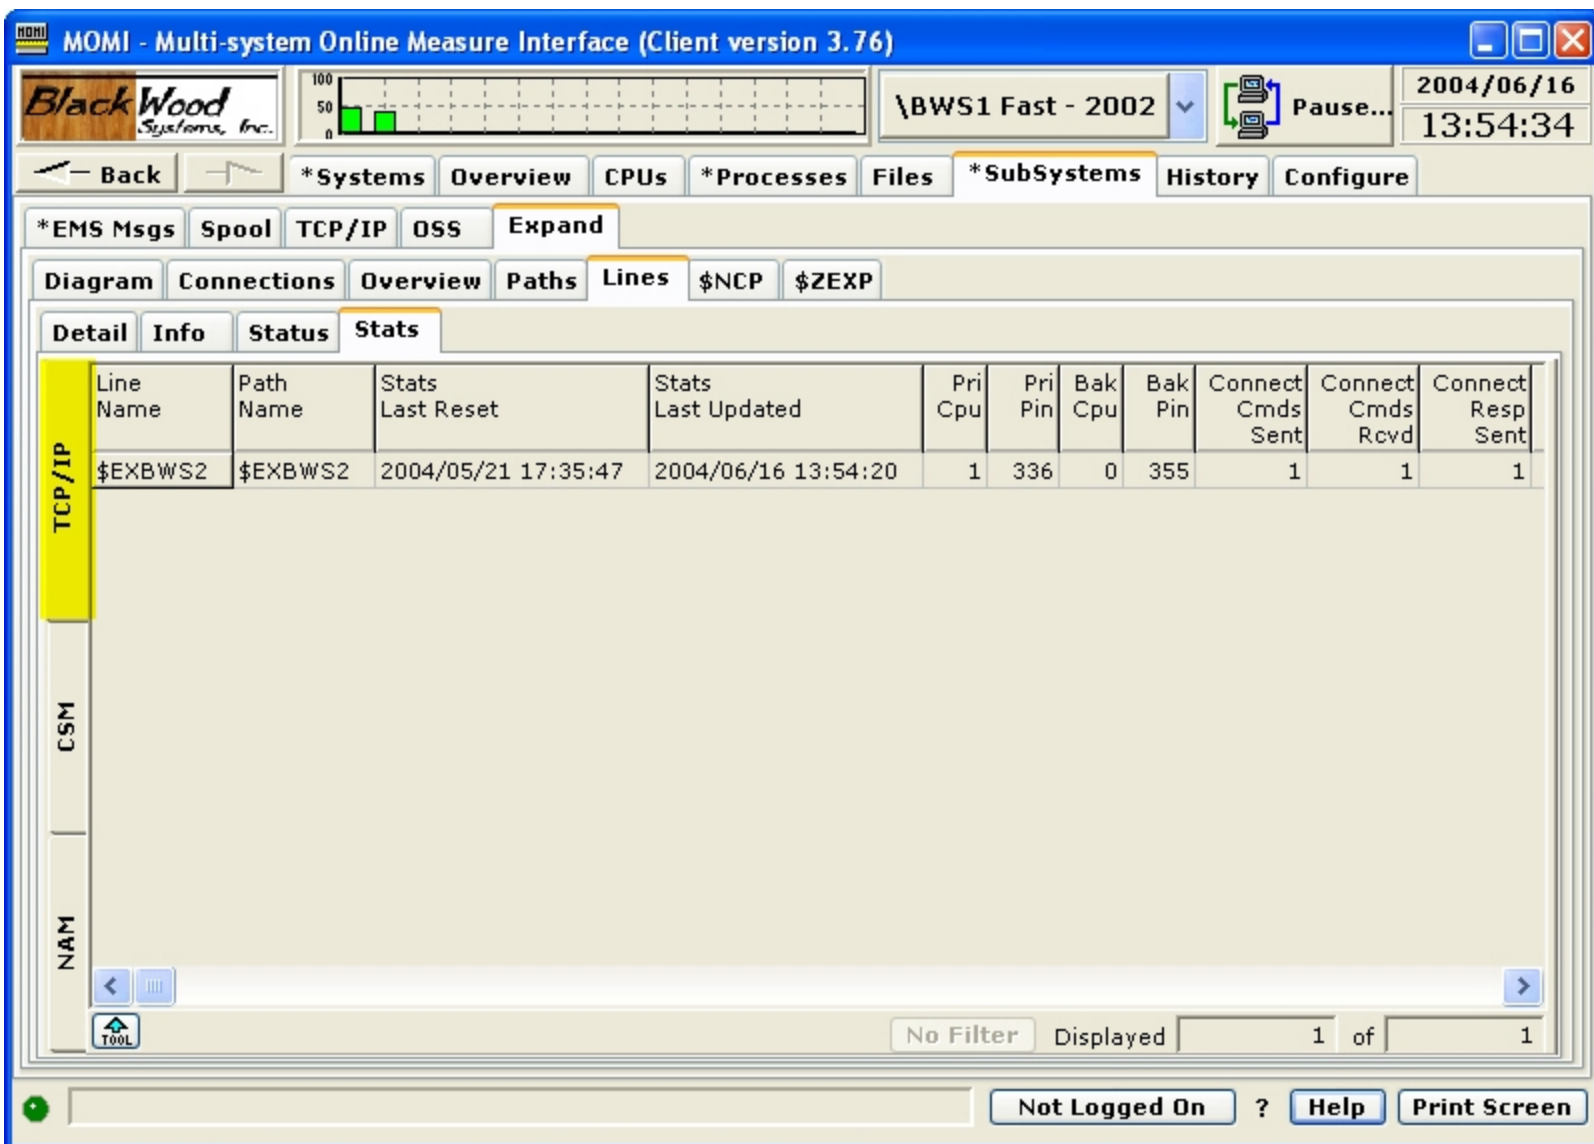 MOMI
MOMI - Multi-system Online Measure Interface (Client version 3.76)
BlackWood
Systems, Inc.
100
50
0
\BWS1 Fast - 2002
Pause...
2004/06/16
13:54:34
Back
*Systems Overview CPUs *Processes Files *SubSystems History Configure
*EMS Msgs Spool TCP/IP OSS Expand
Diagram Connections Overview Paths Lines $NCP $ZEXP
Detail Info Status Stats
TCP/IP
CSM
NAM
Line Path Stats Stats Pri Pri Bak Bak Connect Connect Connect
Name Name Last Reset Last Updated Cpu Pin Cpu Pin Cmds Cmds Resp
Sent Rcvd Sent
$EXBWS2 $EXBWS2 2004/05/21 17:35:47 2004/06/16 13:54:20 1 336 0 355 1 1 1
TOOL
No Filter Displayed 1 of 1
Not Logged On ? Help Print Screen